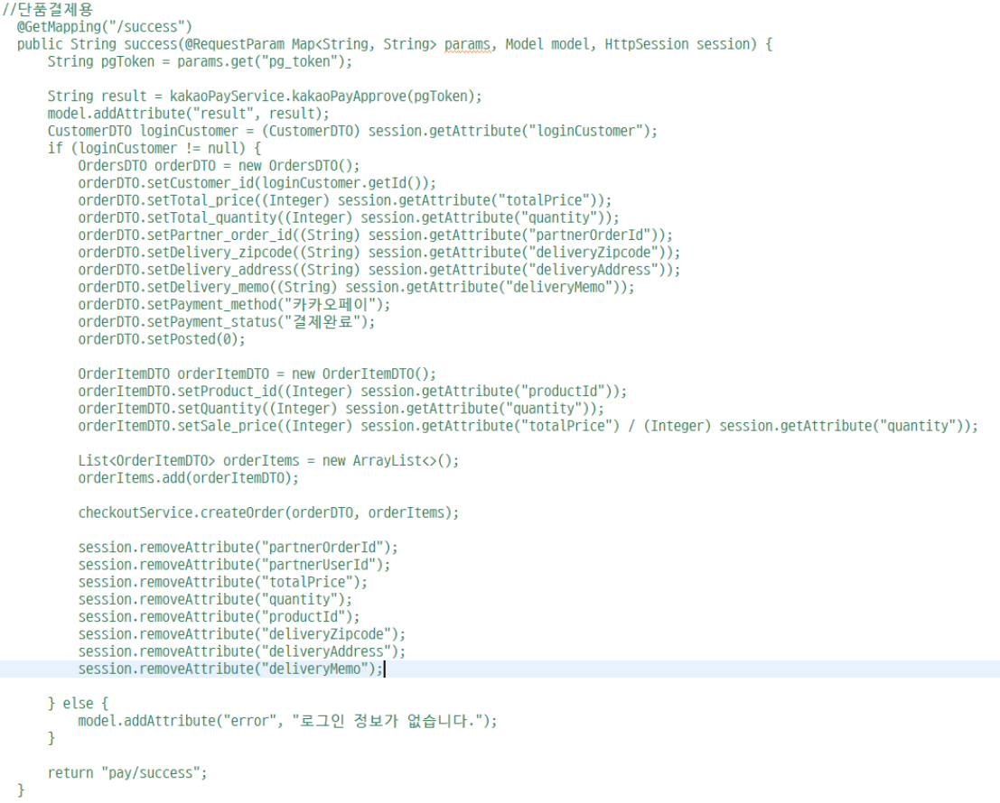 //단품결제용
@GetMapping("/success")
public String success(@RequestParam Map<String, String> params, Model model, HttpSession session) {
String pgToken = params.get("pg_token");
String result = kakaoPayService.kakaoPayApprove(pgToken);
model.addAttribute("result", result);
CustomerDTO loginCustomer = (CustomerDTO) session.getAttribute("loginCustomer");
if (loginCustomer != null) {
OrdersDTO orderDTO = new OrdersDTO();
orderDTO.setCustomer_id(loginCustomer.getId());
orderDTO.setTotal_price((Integer) session.getAttribute("totalPrice"));
orderDTO.setTotal_quantity((Integer) session.getAttribute("quantity"));
orderDTO.setPartner_order_id((String) session.getAttribute("partnerOrderId"));
orderDTO.setDelivery_zipcode((String) session.getAttribute("deliveryZipcode"));
orderDTO.setDelivery_address((String) session.getAttribute("deliveryAddress"));
orderDTO.setDelivery_memo((String) session.getAttribute("deliveryMemo"));
orderDTO.setPayment_method("카카오페이");
orderDTO.setPayment_status("결제완료");
orderDTO.setPosted(0);
OrderItemDTO orderItemDTO = new OrderItemDTO();
orderItemDTO.setProduct_id((Integer) session.getAttribute("productId"));
orderItemDTO.setQuantity((Integer) session.getAttribute("quantity"));
orderItemDTO.setSale_price((Integer) session.getAttribute("totalPrice") / (Integer) session.getAttribute("quantity"));
List<OrderItemDTO> orderItems = new ArrayList<>();
orderItems.add(orderItemDTO);
checkoutService.createOrder(orderDTO, orderItems);
session.removeAttribute("partnerOrderId");
session.removeAttribute("partnerUserId");
session.removeAttribute("totalPrice");
session.removeAttribute("quantity");
session.removeAttribute("productId");
session.removeAttribute("deliveryZipcode");
session.removeAttribute("deliveryAddress");
session.removeAttribute("deliveryMemo");
} else {
model.addAttribute("error", "로그인 정보가 없습니다.");
}
return "pay/success";
}